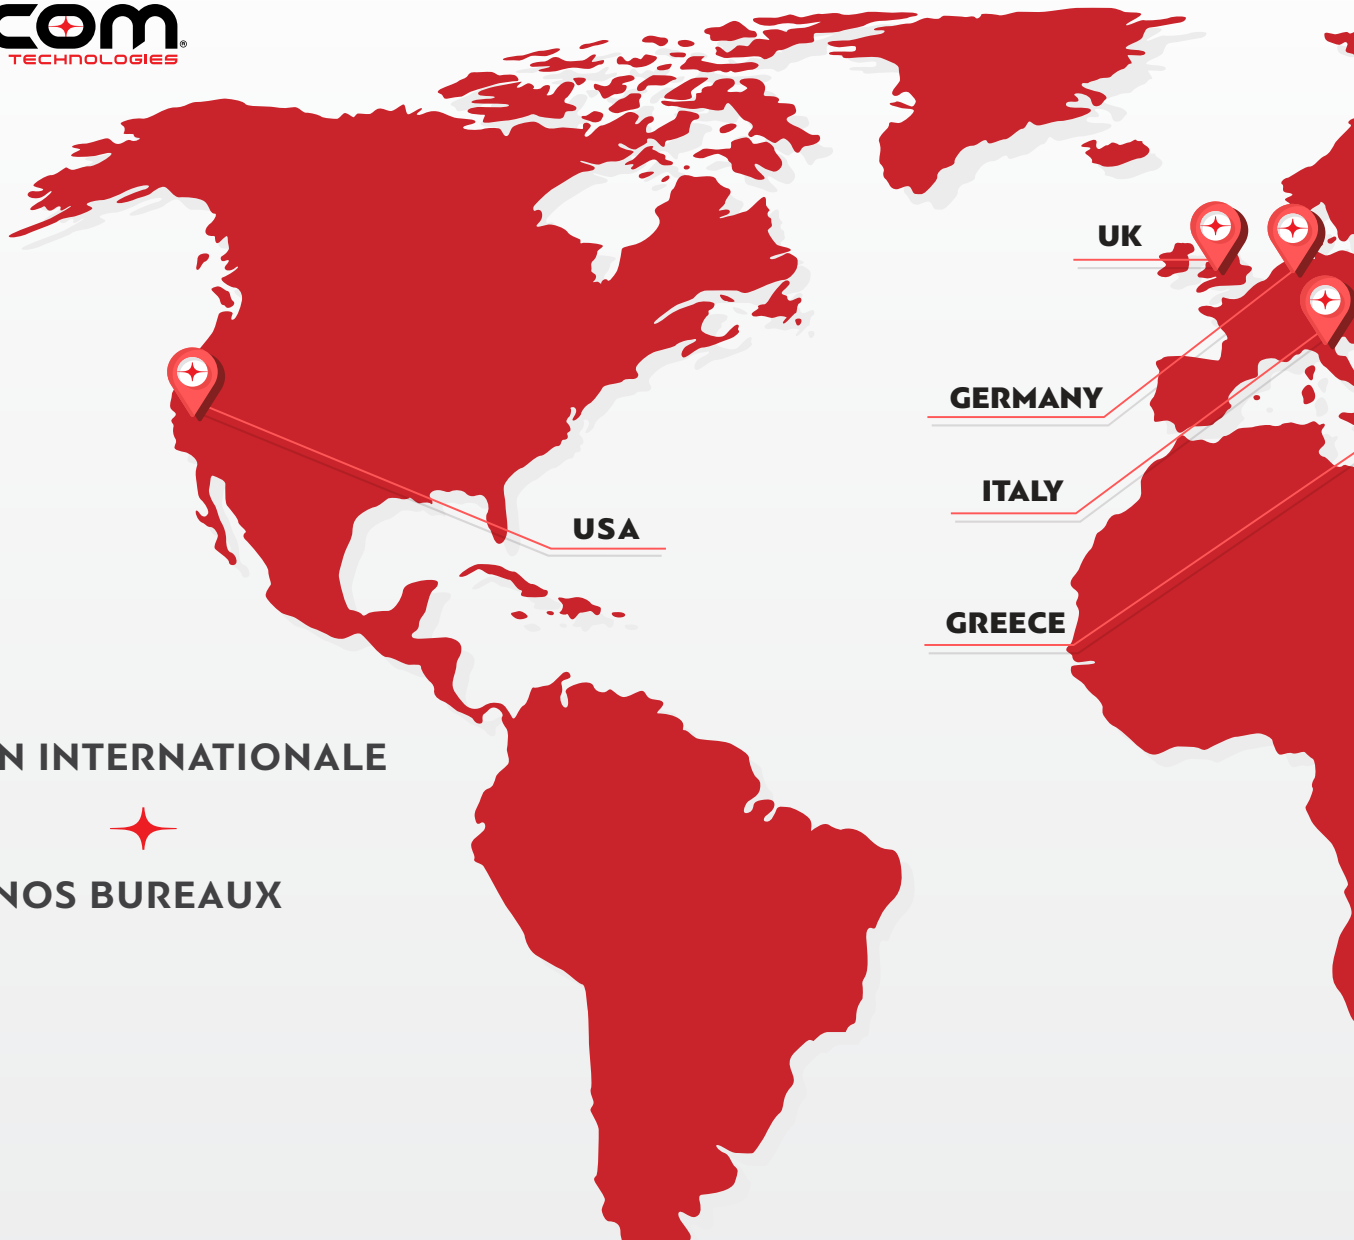 com®
TECHNOLOGIES
UK
GERMANY
ITALY
USA
GREECE
N INTERNATIONALE
NOS BUREAUX